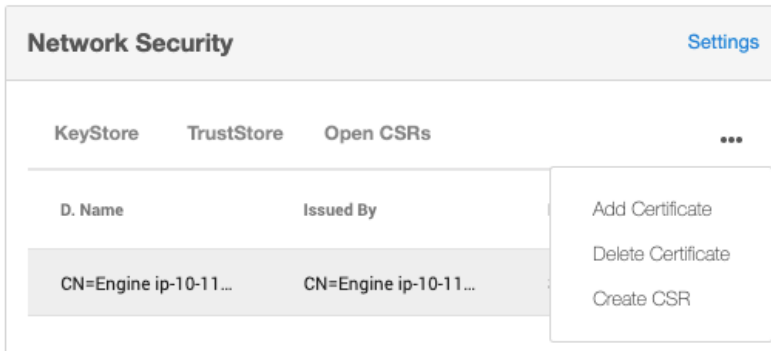 Network Security Settings
KeyStore TrustStore Open CSRs •••
D. Name Issued By
Add Certificate
Delete Certificate
CN=Engine ip-10-11... CN=Engine ip-10-11...
Create CSR